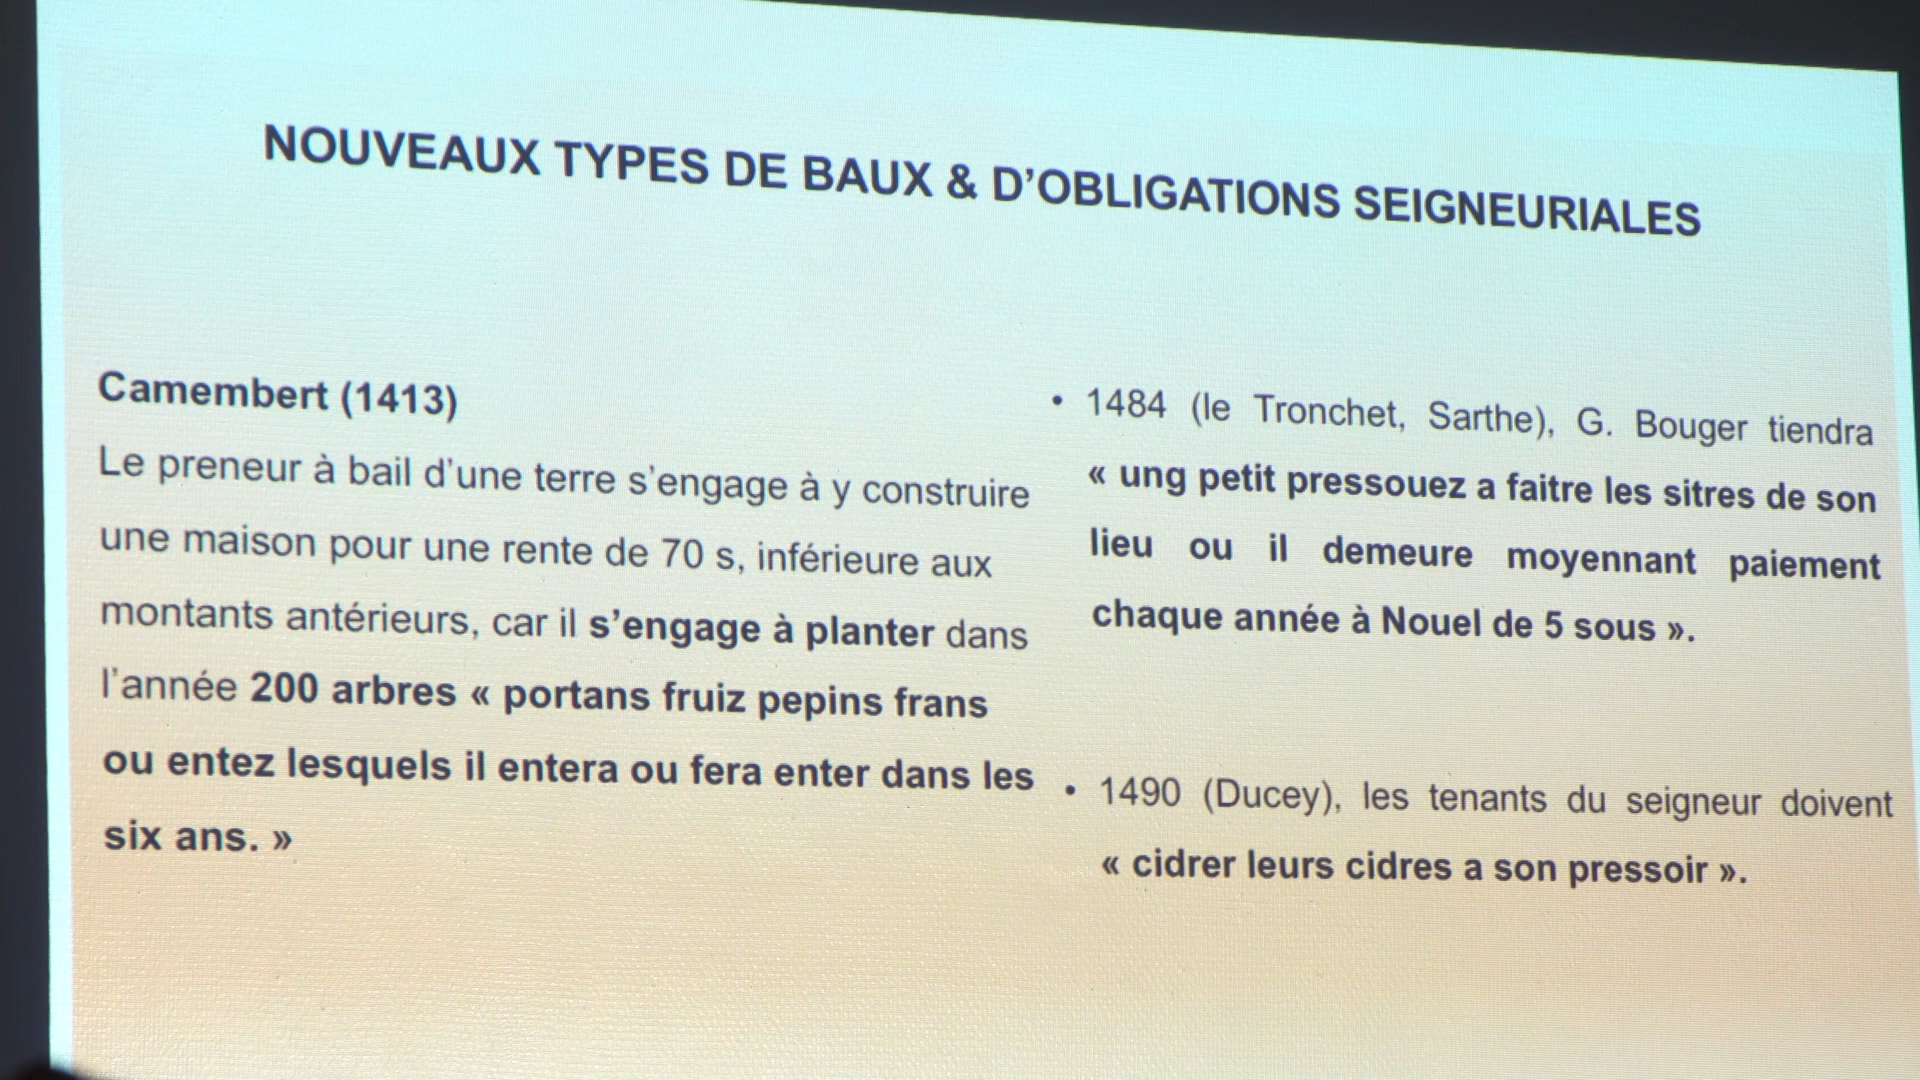 NOUVEAUX TYPES DE BAUX & D’OBLIGATIONS SEIGNEURIALES
Camembert (1413)
Le preneur à bail d’une terre s’engage à y construire
une maison pour une rente de 70 s, inférieure aux
montants antérieurs, car il s’engage à planter dans
l’année 200 arbres « portans fruiz pepins frans
ou entez lesquels il entera ou fera enter dans les
six ans. »
• 1484 (le Tronchet, Sarthe), G. Bouger tiendra
« ung petit pressouez a faitre les sitres de son
lieu ou il demeure moyennant paiement
chaque année à Nouel de 5 sous ».
• 1490 (Ducey), les tenants du seigneur doivent
« cidrer leurs cidres a son pressoir ».